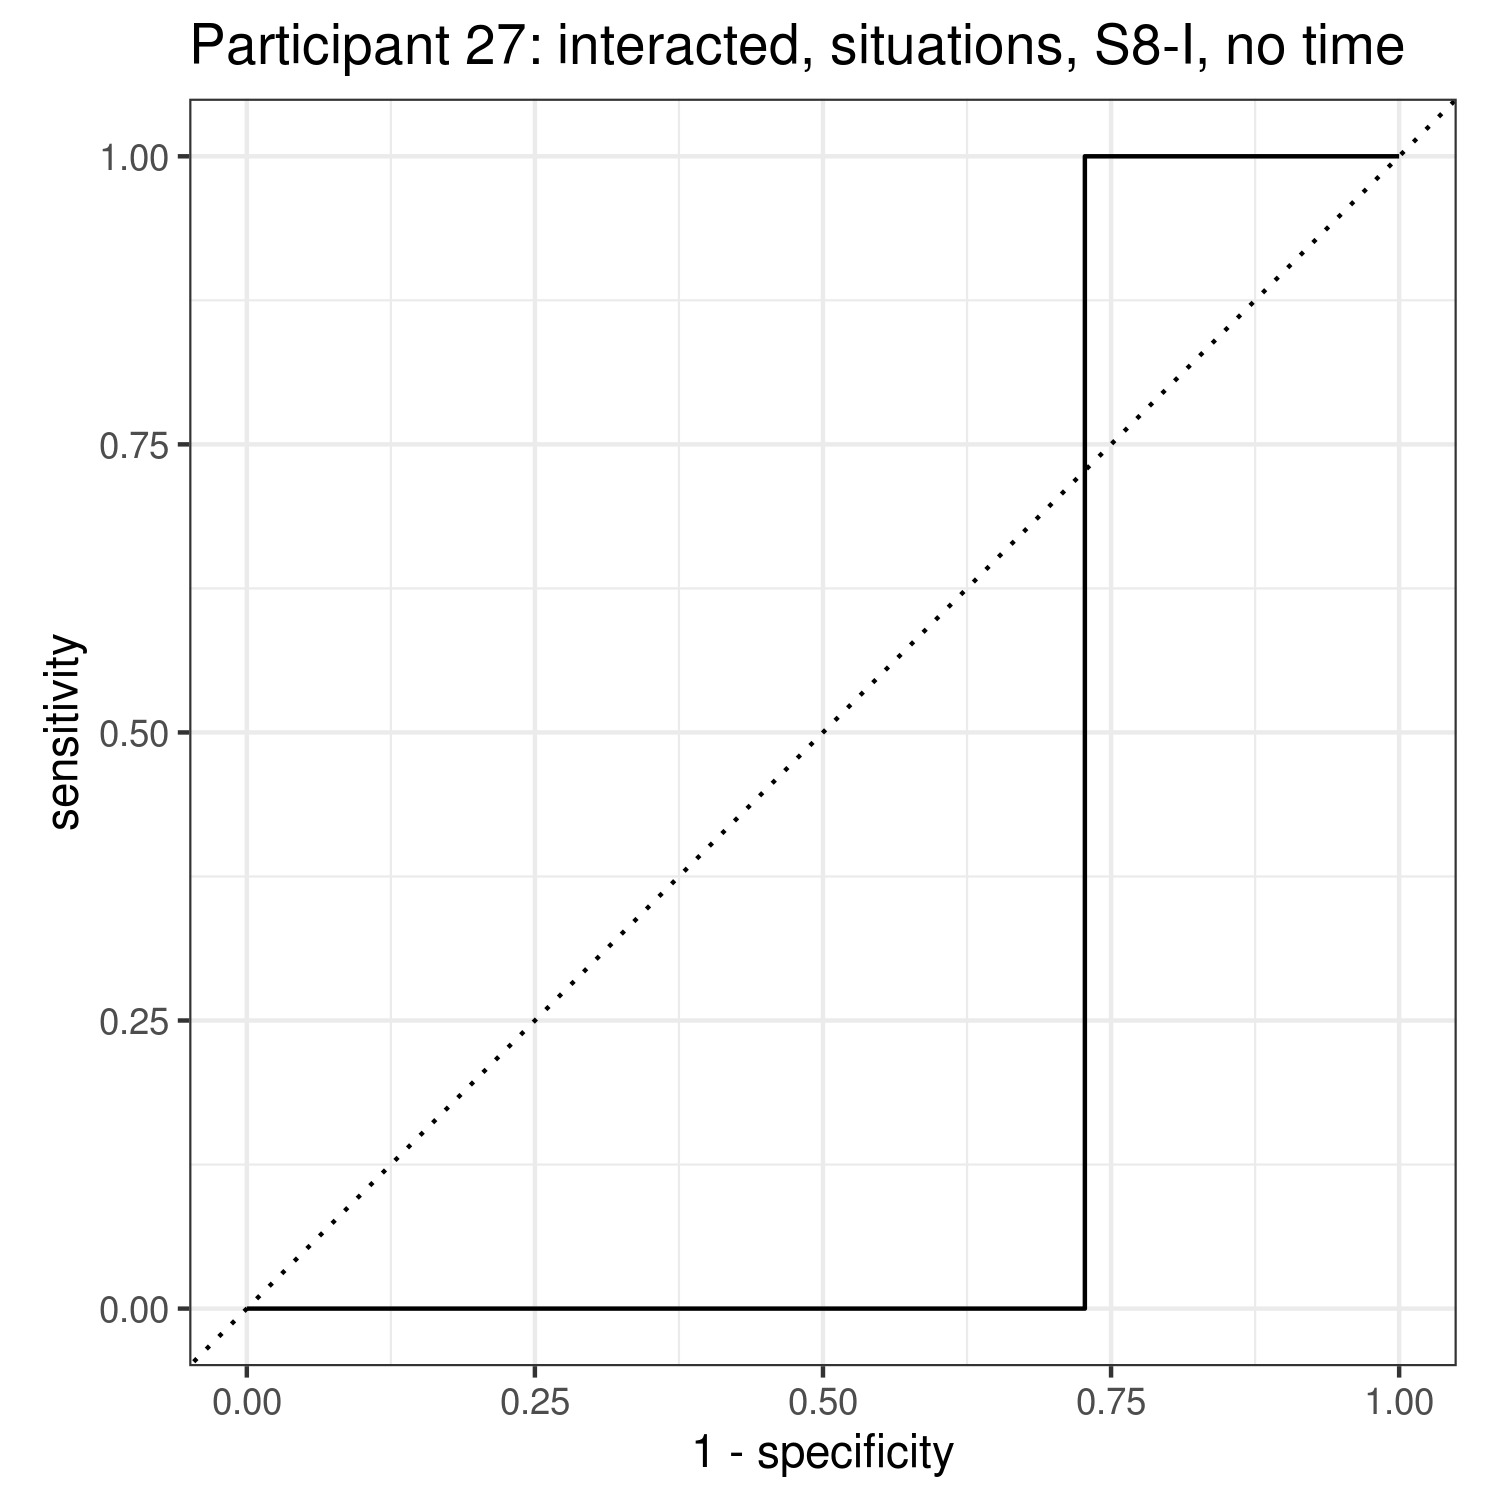 Participant 27: interacted, situations, S8-I, no time
1.00
0.75
0.50
0.25
0.00
sensitivity
0.00 0.25 0.50 0.75 1.00
1 - specificity